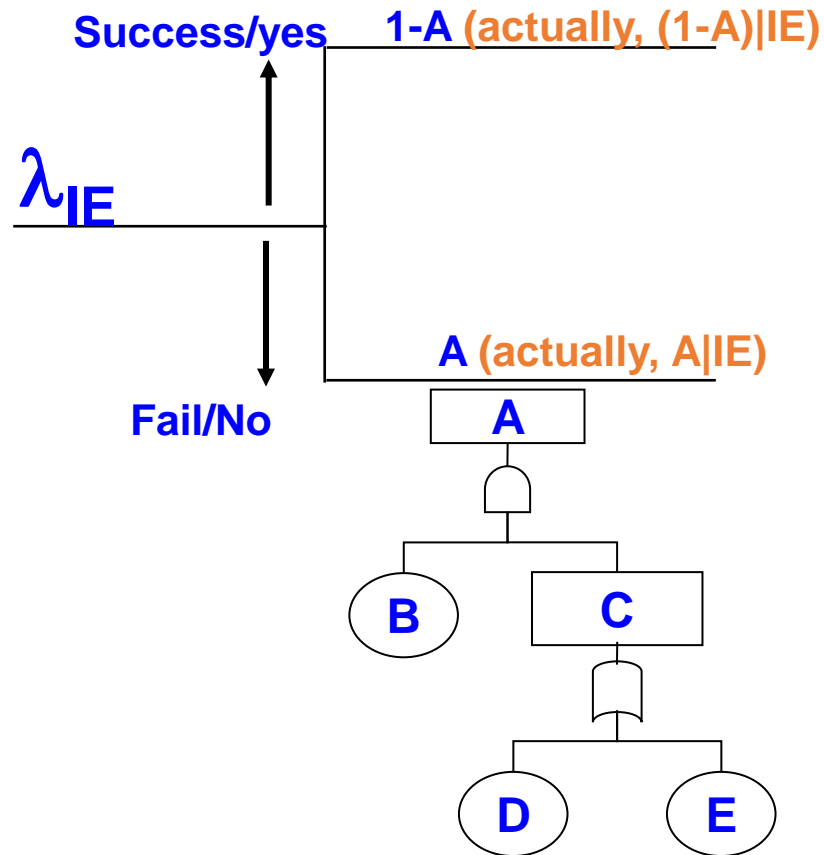 Success/yes
1-A (actually, (1-A)|IE)
λIE
A (actually, A|IE)
Fail/No
A
B
C
D
E